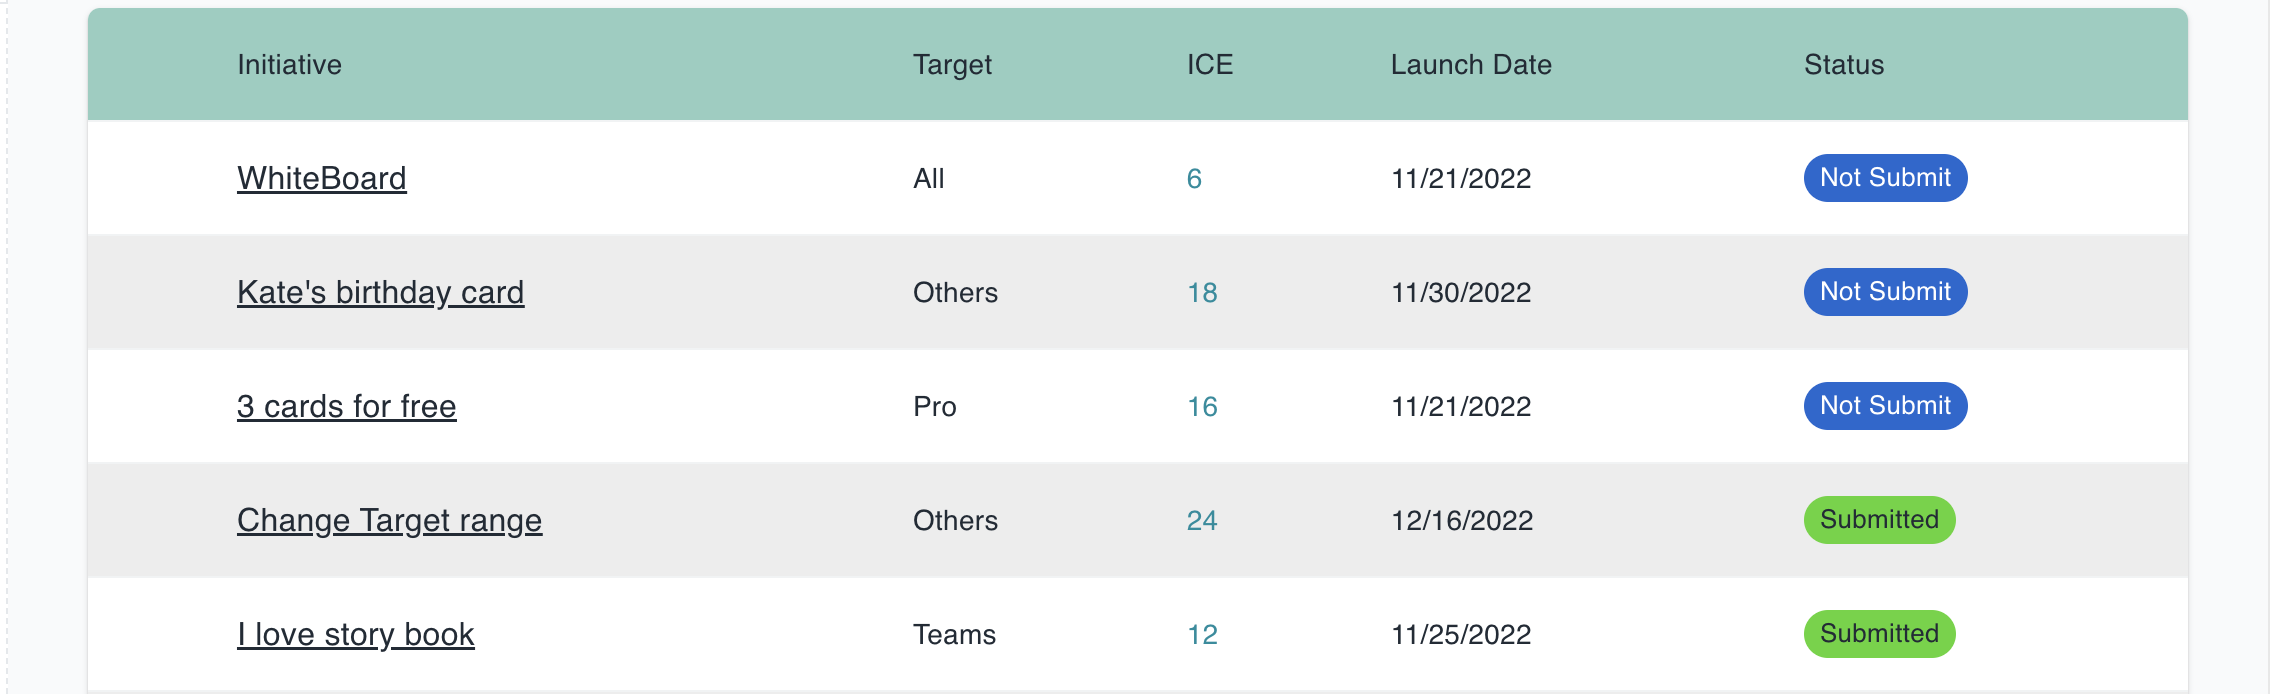 Initiative Target ICE Launch Date Status
WhiteBoard All 6 11/21/2022 Not Submit
Kate's birthday card Others 18 11/30/2022 Not Submit
3 cards for free Pro 16 11/21/2022 Not Submit
Change Target range Others 24 12/16/2022 Submitted
I love story book Teams 12 11/25/2022 Submitted